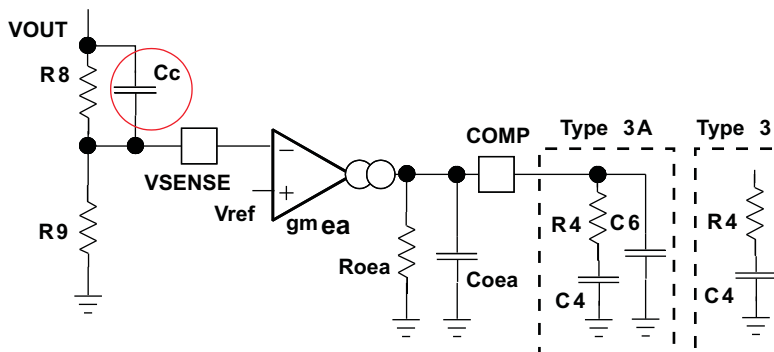 VOUT
R8
Cc
R9
VSENSE
Vref
−
+
gm ea
Roea
Coea
COMP
Type 3A
R4
C6
C4
Type 3
R4
C4